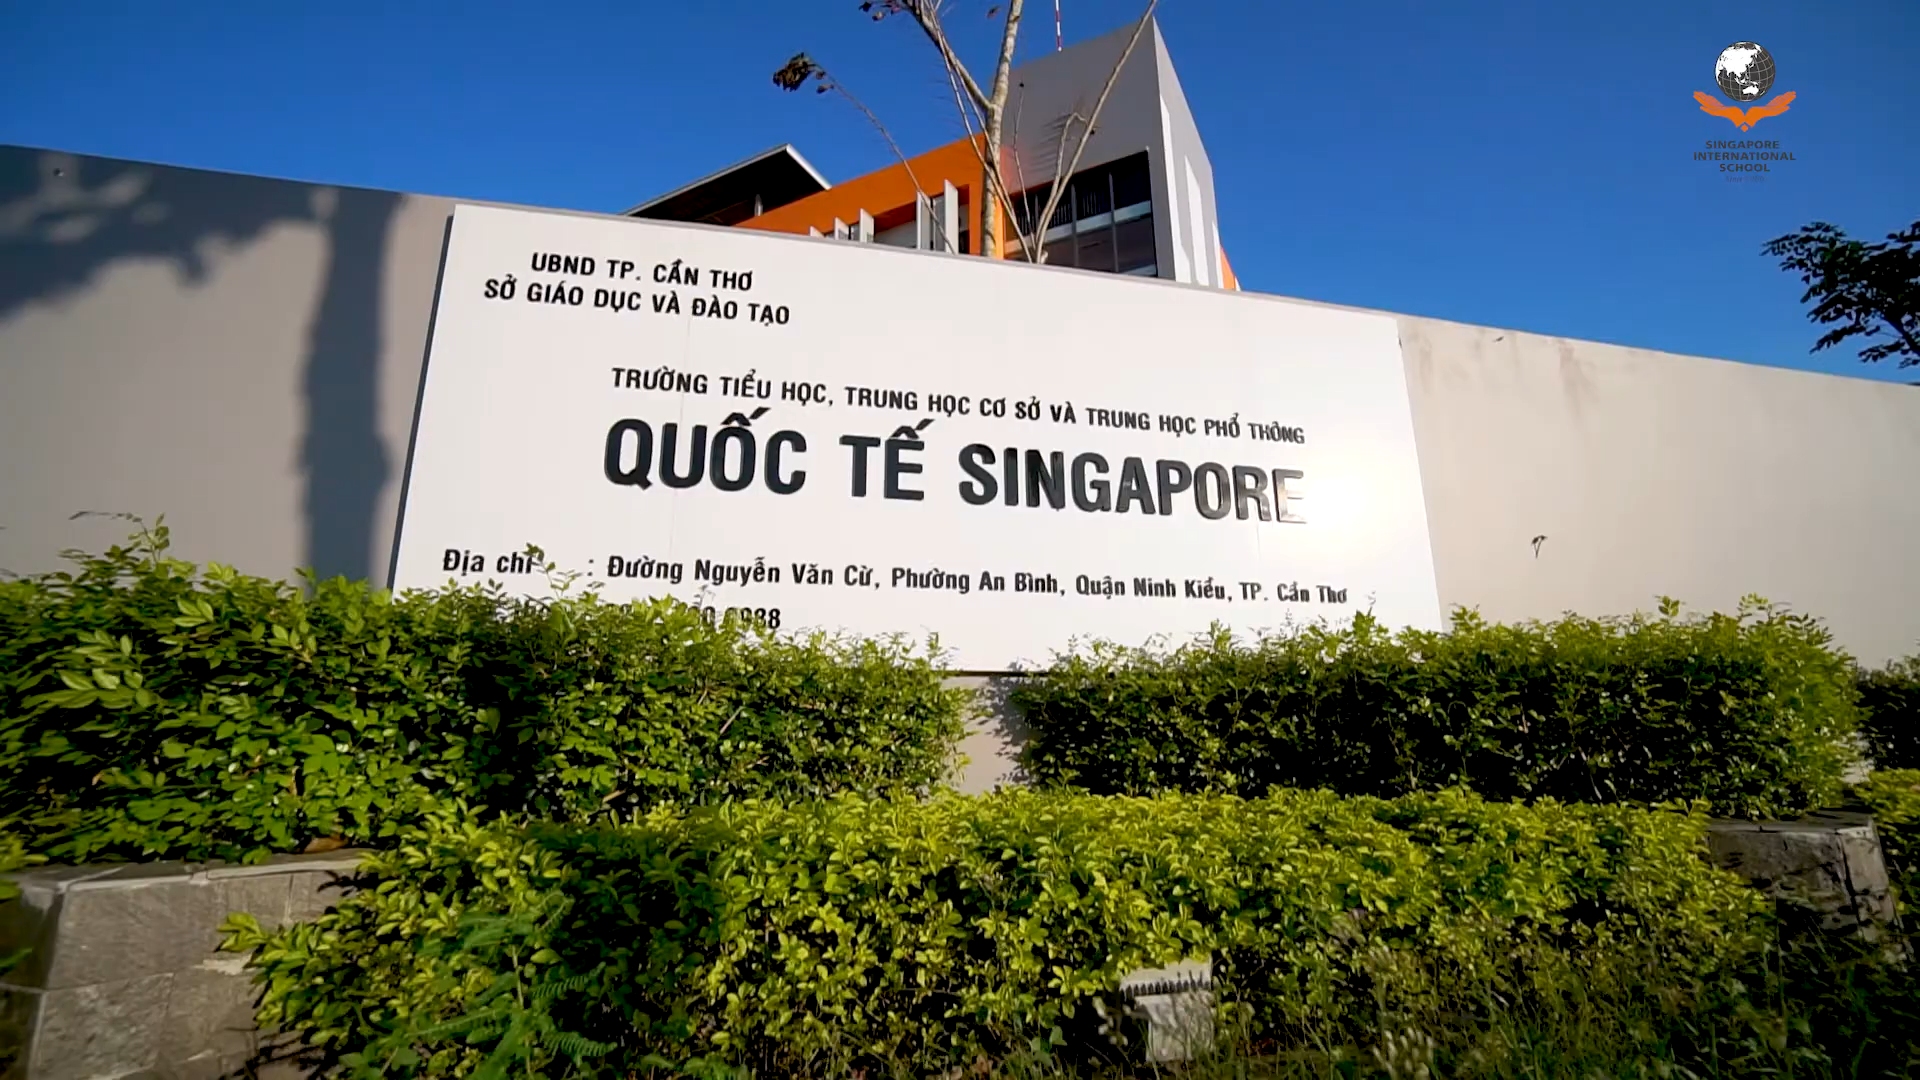 UBND TP. CẦN THƠ
SỞ GIÁO DỤC VÀ ĐÀO TẠO
TRƯỜNG TIỂU HỌC, TRUNG HỌC CƠ SỞ VÀ TRUNG HỌC PHỔ THÔNG
QUỐC TẾ SINGAPORE
Địa chỉ : Đường Nguyễn Văn Cừ, Phường An Bình, Quận Ninh Kiều, TP. Cần Thơ
SINGAPORE
INTERNATIONAL
SCHOOL